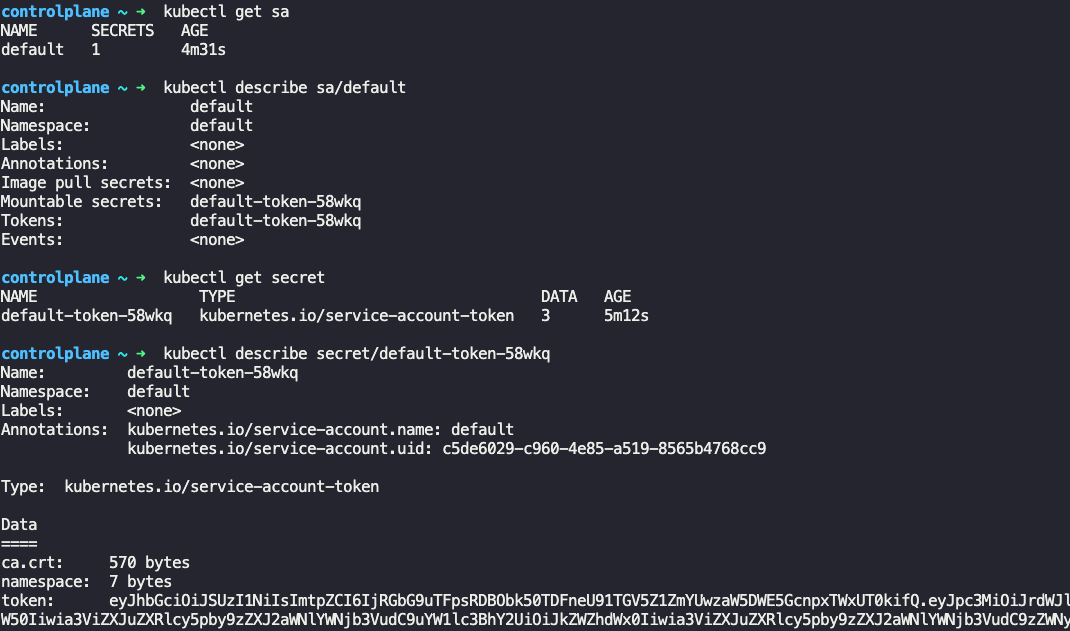 controlplane ~ ➜  kubectl get sa
NAME      SECRETS   AGE
default   1         4m31s
controlplane ~ ➜  kubectl describe sa/default
Name:                default
Namespace:           default
Labels:              <none>
Annotations:         <none>
Image pull secrets:  <none>
Mountable secrets:   default-token-58wkq
Tokens:              default-token-58wkq
Events:              <none>
controlplane ~ ➜  kubectl get secret
NAME                  TYPE                                  DATA   AGE
default-token-58wkq   kubernetes.io/service-account-token   3      5m12s
controlplane ~ ➜  kubectl describe secret/default-token-58wkq
Name:         default-token-58wkq
Namespace:    default
Labels:       <none>
Annotations:  kubernetes.io/service-account.name: default
              kubernetes.io/service-account.uid: c5de6029-c960-4e85-a519-8565b4768cc9
Type:  kubernetes.io/service-account-token
Data
====
ca.crt:     570 bytes
namespace:  7 bytes
token:      eyJhbGciOiJSUzI1NiIsImtpZCI6IjRGbG9uTFpsRDBObk50TDFneU91TGV5Z1ZmYUwzaW5DWE5GcnpxTWxUT0kifQ.eyJpc3MiOiJrdWJl
W50Iiwia3ViZXJuZXRlcy5pby9zZXJ2aWNlYWNjb3VudC9uYW1lc3BhY2UiOiJkZWZhdWx0Iiwia3ViZXJuZXRlcy5pby9zZXJ2aWNlYWNjb3VudC9zZWNy